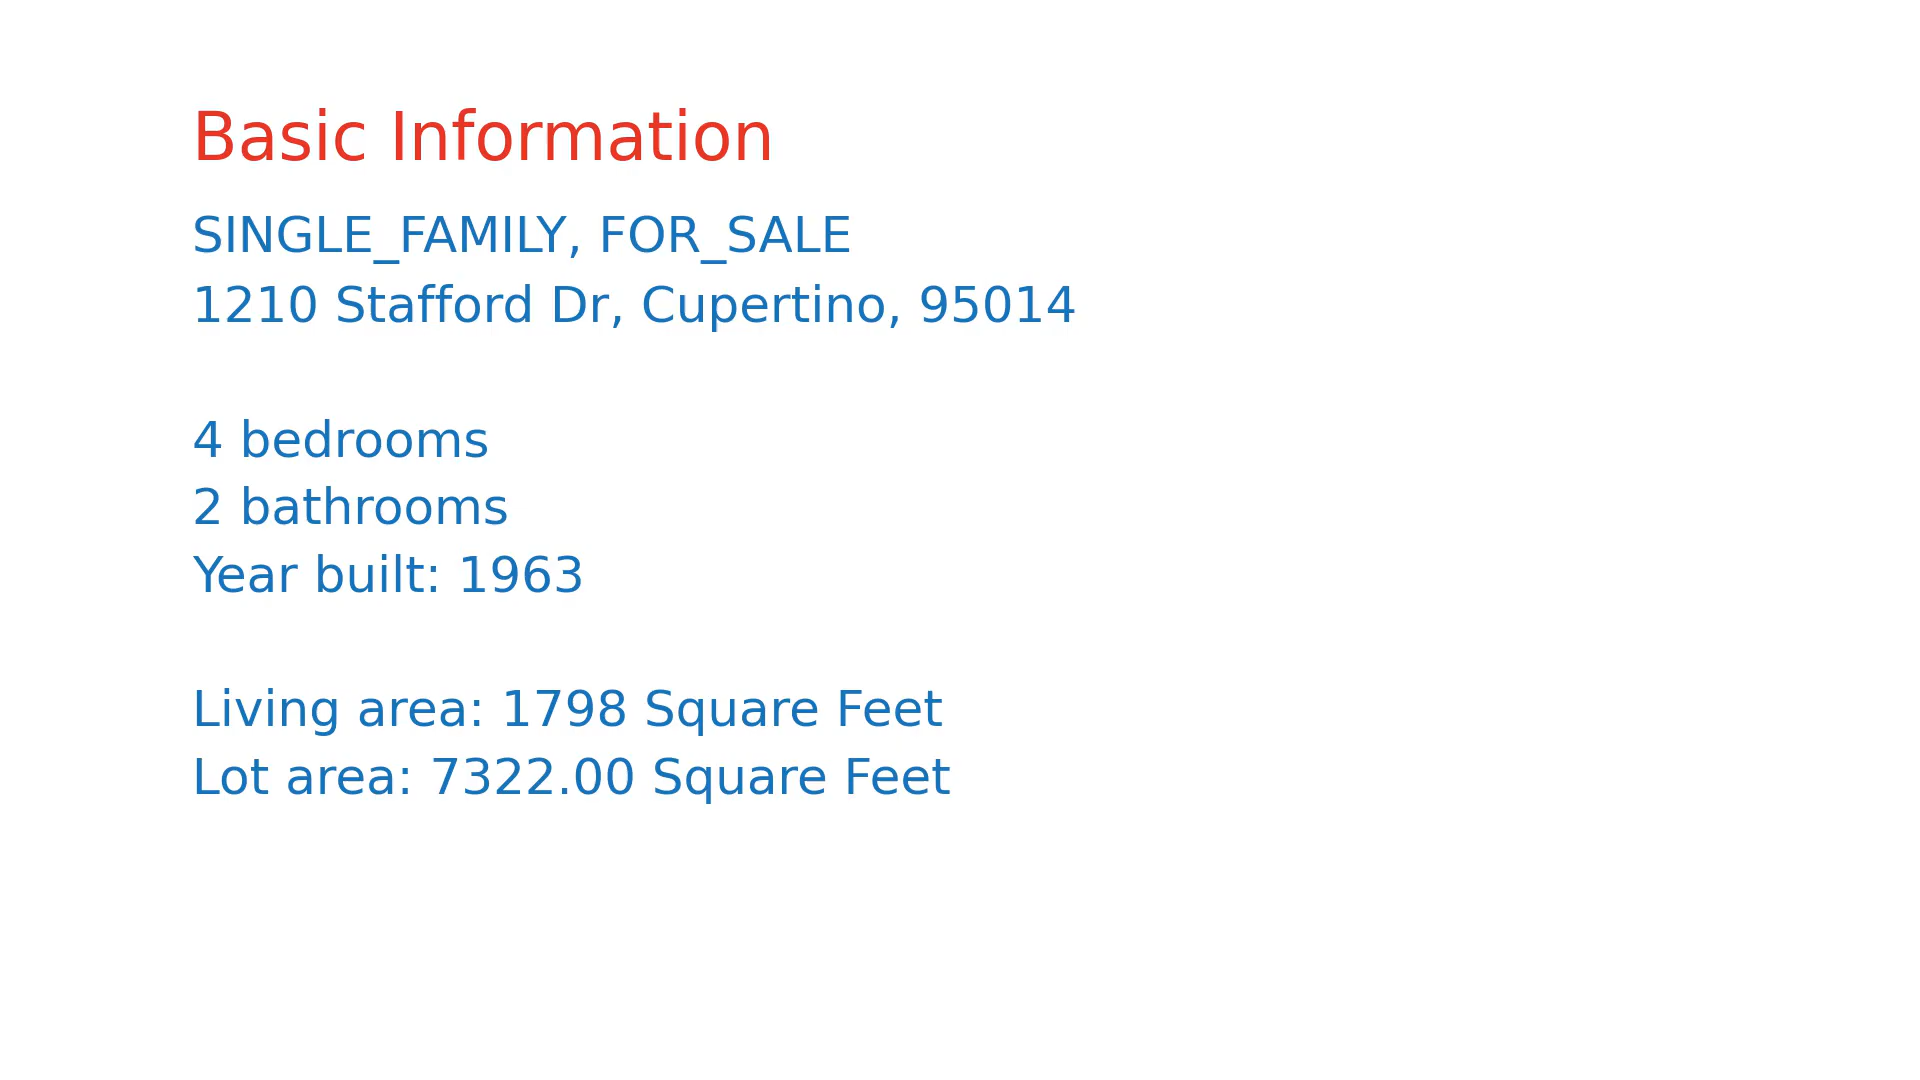 Basic Information
SINGLE_FAMILY, FOR_SALE
1210 Stafford Dr, Cupertino, 95014
4 bedrooms
2 bathrooms
Year built: 1963
Living area: 1798 Square Feet
Lot area: 7322.00 Square Feet